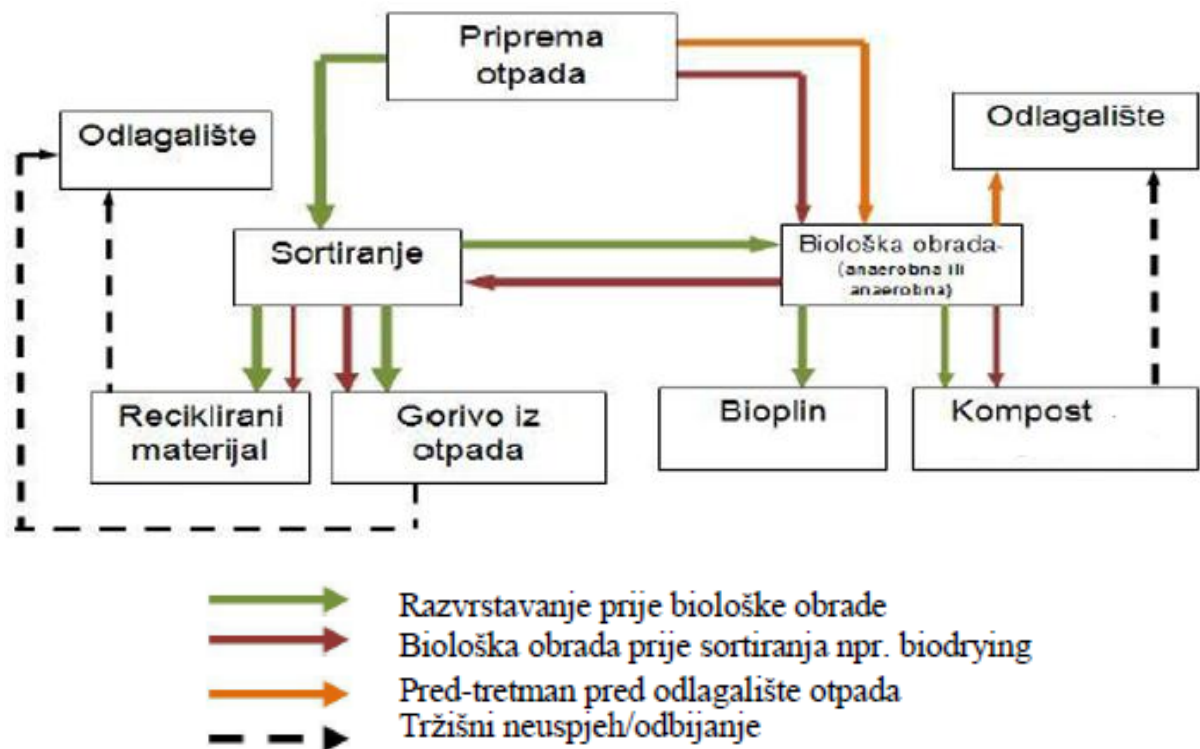 Priprema
otpada
Odlagalište
Odlagalište
Sortiranje
Biološka obrada-
(anaerobna ili
anaerobna)
Reciklirani
materijal
Gorivo iz
otpada
Bioplin
Kompost
Razvrstavanje prije biološke obrade
Biološka obrada prije sortiranja npr. biodrying
Pred-tretman pred odlagalište otpada
Tržišni neuspjeh/odbijanje